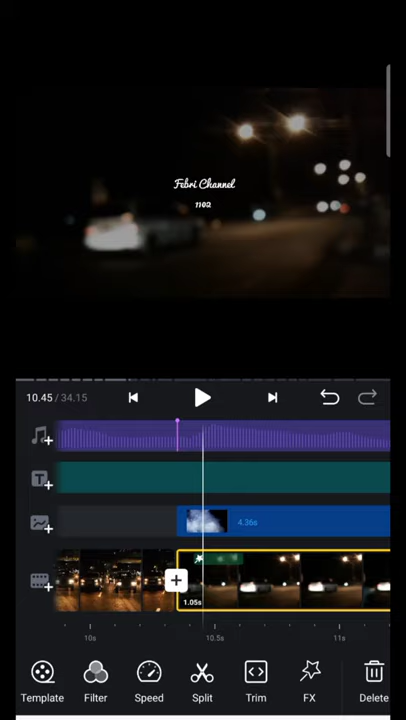 Febri Channel
1102
10.45 / 34.15
T
4.36s
1.05s
10s
10.5s
11s
Template
Filter
Speed
Split
Trim
FX
Delete